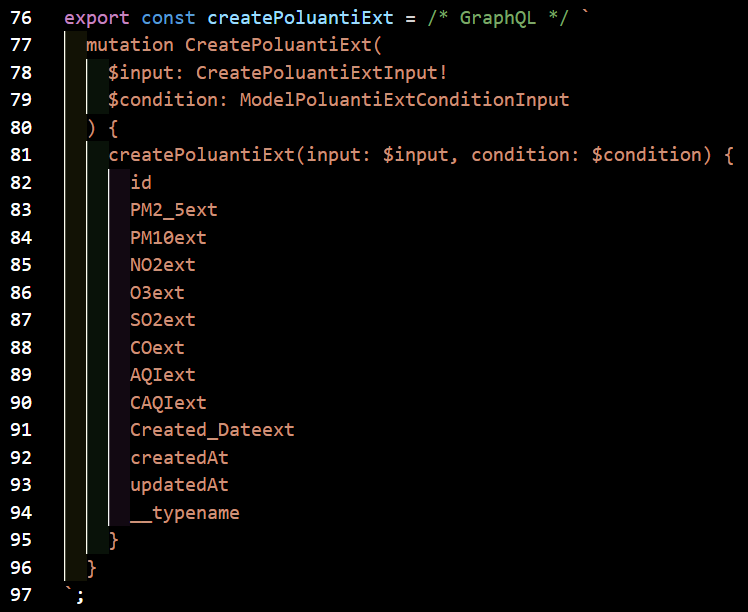 76 export const createPoluantiExt = /* GraphQL */ `
77 mutation CreatePoluantiExt(
78 $input: CreatePoluantiExtInput!
79 $condition: ModelPoluantiExtConditionInput
80 ) {
81 createPoluantiExt(input: $input, condition: $condition) {
82 id
83 PM2_5ext
84 PM10ext
85 NO2ext
86 O3ext
87 SO2ext
88 COext
89 AQIext
90 CAQIext
91 Created_Dateext
92 createdAt
93 updatedAt
94 __typename
95 }
96 }
97 `;